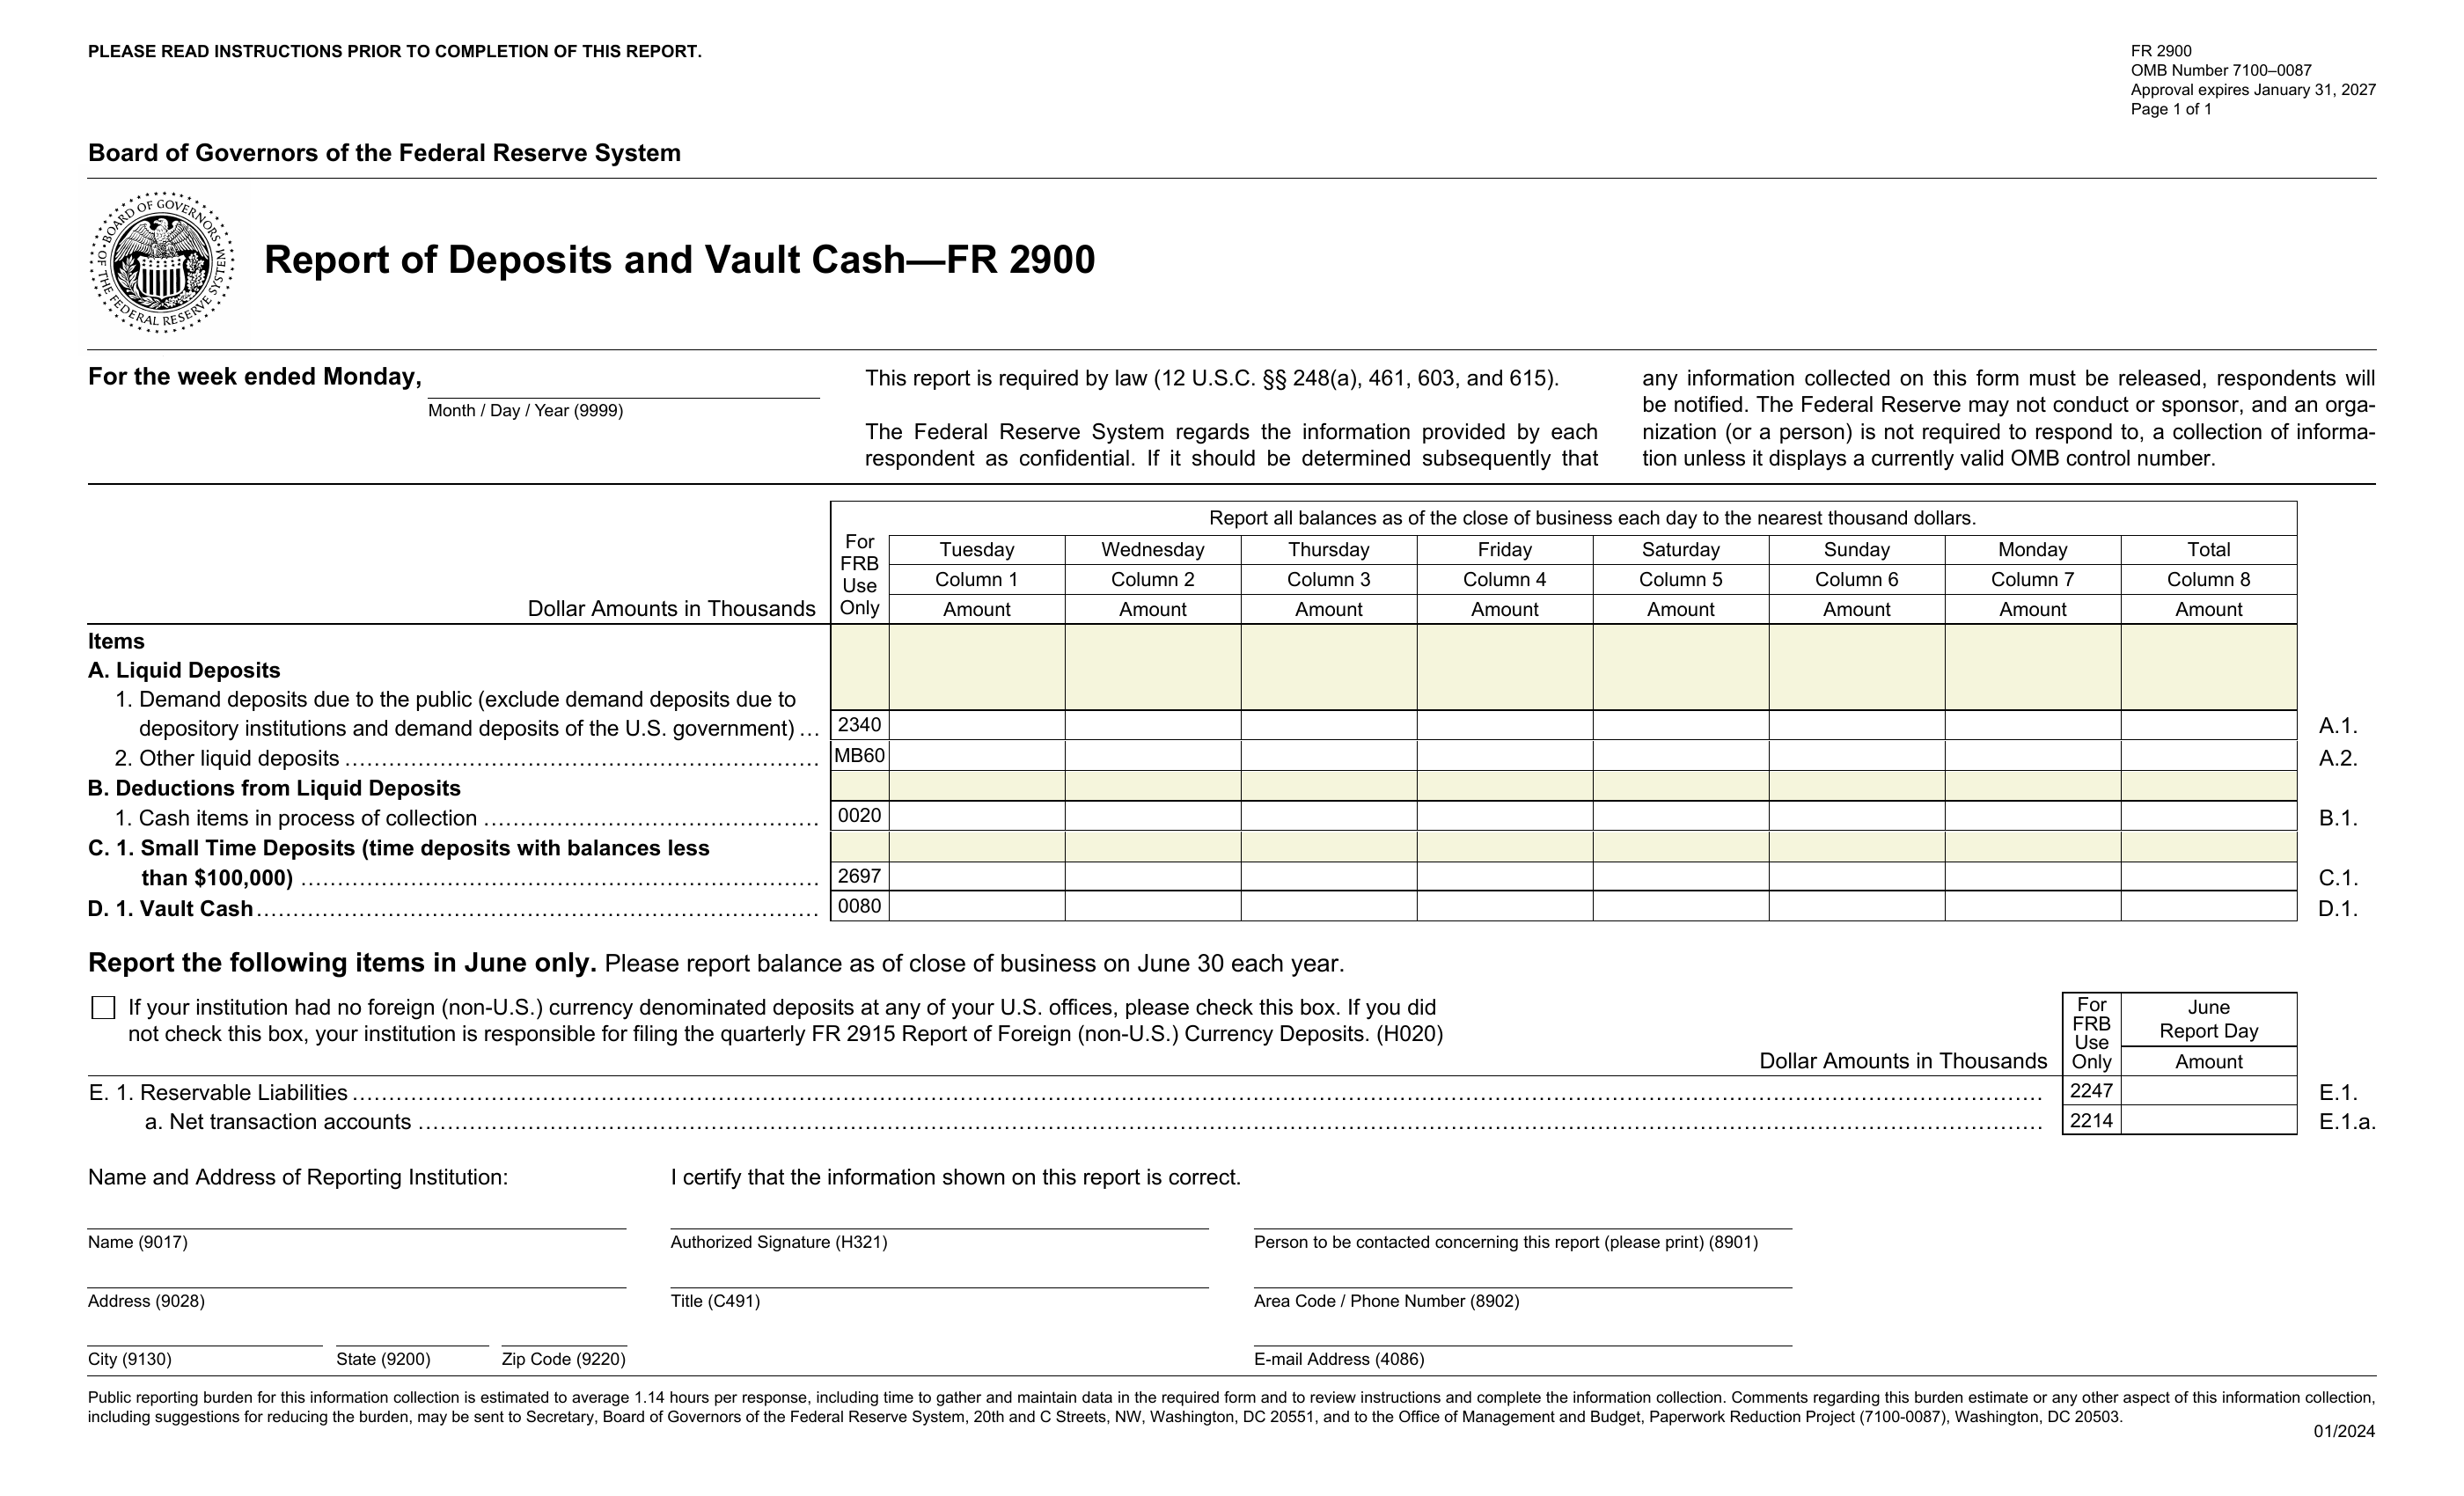 PLEASE READ INSTRUCTIONS PRIOR TO COMPLETION OF THIS REPORT.
FR 2900
OMB Number 7100–0087
Approval expires January 31, 2027
Page 1 of 1
Board of Governors of the Federal Reserve System
BOARD OF GOVERNORS OF THE FEDERAL RESERVE SYSTEM
Report of Deposits and Vault Cash—FR 2900
For the week ended Monday,
Month / Day / Year (9999)
This report is required by law (12 U.S.C. §§ 248(a), 461, 603, and 615).
The Federal Reserve System regards the information provided by each
respondent as confidential. If it should be determined subsequently that
any information collected on this form must be released, respondents will
be notified. The Federal Reserve may not conduct or sponsor, and an orga-
nization (or a person) is not required to respond to, a collection of informa-
tion unless it displays a currently valid OMB control number.
Report all balances as of the close of business each day to the nearest thousand dollars.
For FRB Use Only
Tuesday Wednesday Thursday Friday Saturday Sunday Monday Total
Column 1 Column 2 Column 3 Column 4 Column 5 Column 6 Column 7 Column 8
Dollar Amounts in Thousands
Amount Amount Amount Amount Amount Amount Amount Amount
Items
A. Liquid Deposits
1. Demand deposits due to the public (exclude demand deposits due to
depository institutions and demand deposits of the U.S. government) ... 2340 A.1.
2. Other liquid deposits ... MB60 A.2.
B. Deductions from Liquid Deposits
1. Cash items in process of collection ... 0020 B.1.
C. 1. Small Time Deposits (time deposits with balances less
than $100,000) ... 2697 C.1.
D. 1. Vault Cash ... 0080 D.1.
Report the following items in June only. Please report balance as of close of business on June 30 each year.
If your institution had no foreign (non-U.S.) currency denominated deposits at any of your U.S. offices, please check this box. If you did
not check this box, your institution is responsible for filing the quarterly FR 2915 Report of Foreign (non-U.S.) Currency Deposits. (H020)
Dollar Amounts in Thousands
For FRB Use Only
June
Report Day
Amount
E. 1. Reservable Liabilities ... 2247 E.1.
a. Net transaction accounts ... 2214 E.1.a.
Name and Address of Reporting Institution:
I certify that the information shown on this report is correct.
Name (9017)
Authorized Signature (H321)
Person to be contacted concerning this report (please print) (8901)
Address (9028)
Title (C491)
Area Code / Phone Number (8902)
City (9130)
State (9200)
Zip Code (9220)
E-mail Address (4086)
Public reporting burden for this information collection is estimated to average 1.14 hours per response, including time to gather and maintain data in the required form and to review instructions and complete the information collection. Comments regarding this burden estimate or any other aspect of this information collection,
including suggestions for reducing the burden, may be sent to Secretary, Board of Governors of the Federal Reserve System, 20th and C Streets, NW, Washington, DC 20551, and to the Office of Management and Budget, Paperwork Reduction Project (7100-0087), Washington, DC 20503.
01/2024